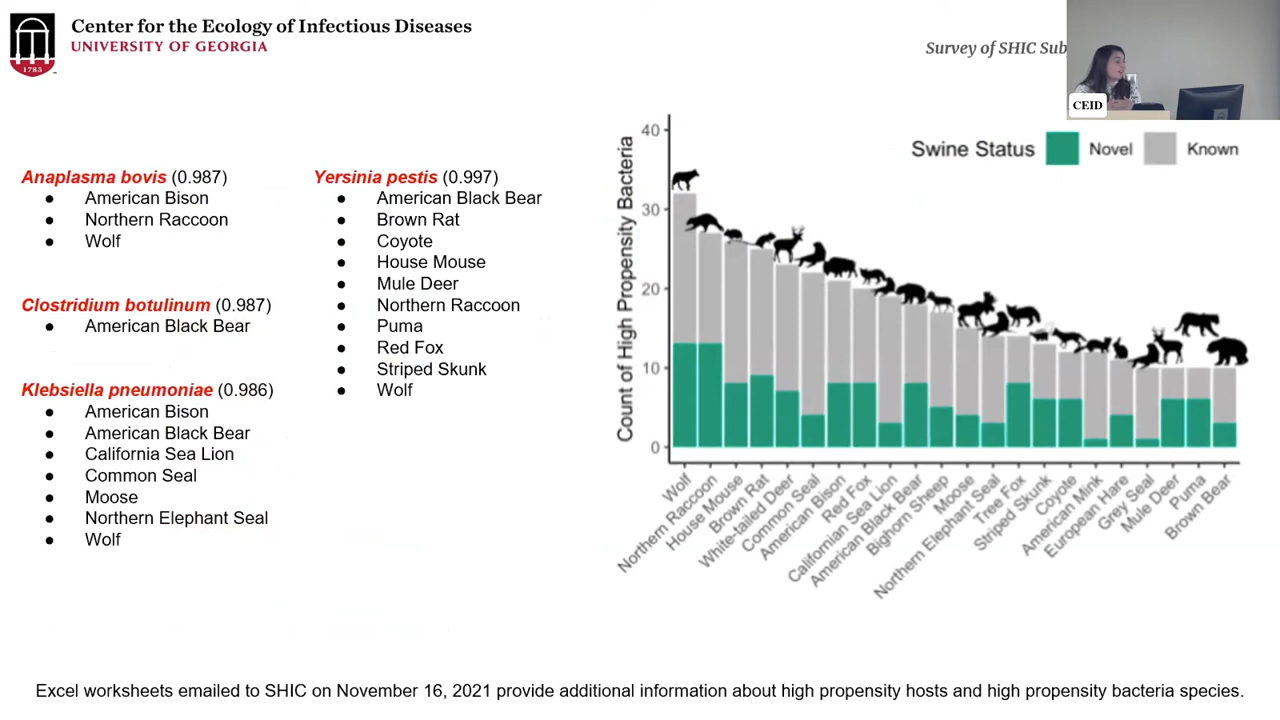 Center for the Ecology of Infectious Diseases
UNIVERSITY OF GEORGIA
1785
Survey of SHIC Sub
CEID
Anaplasma bovis (0.987)
● American Bison
● Northern Raccoon
● Wolf
Clostridium botulinum (0.987)
● American Black Bear
Klebsiella pneumoniae (0.986)
● American Bison
● American Black Bear
● California Sea Lion
● Common Seal
● Moose
● Northern Elephant Seal
● Wolf
Yersinia pestis (0.997)
● American Black Bear
● Brown Rat
● Coyote
● House Mouse
● Mule Deer
● Northern Raccoon
● Puma
● Red Fox
● Striped Skunk
● Wolf
Swine Status Novel Known
Count of High Propensity Bacteria
40
30
20
10
0
Wolf
Northern Raccoon
House Mouse
Brown Rat
White-tailed Deer
Common Seal
American Bison
Red Fox
Californian Sea Lion
American Black Bear
Bighorn Sheep
Moose
Northern Elephant Seal
Tree Fox
Striped Skunk
Coyote
American Mink
European Hare
Grey Seal
Mule Deer
Puma
Brown Bear
Excel worksheets emailed to SHIC on November 16, 2021 provide additional information about high propensity hosts and high propensity bacteria species.